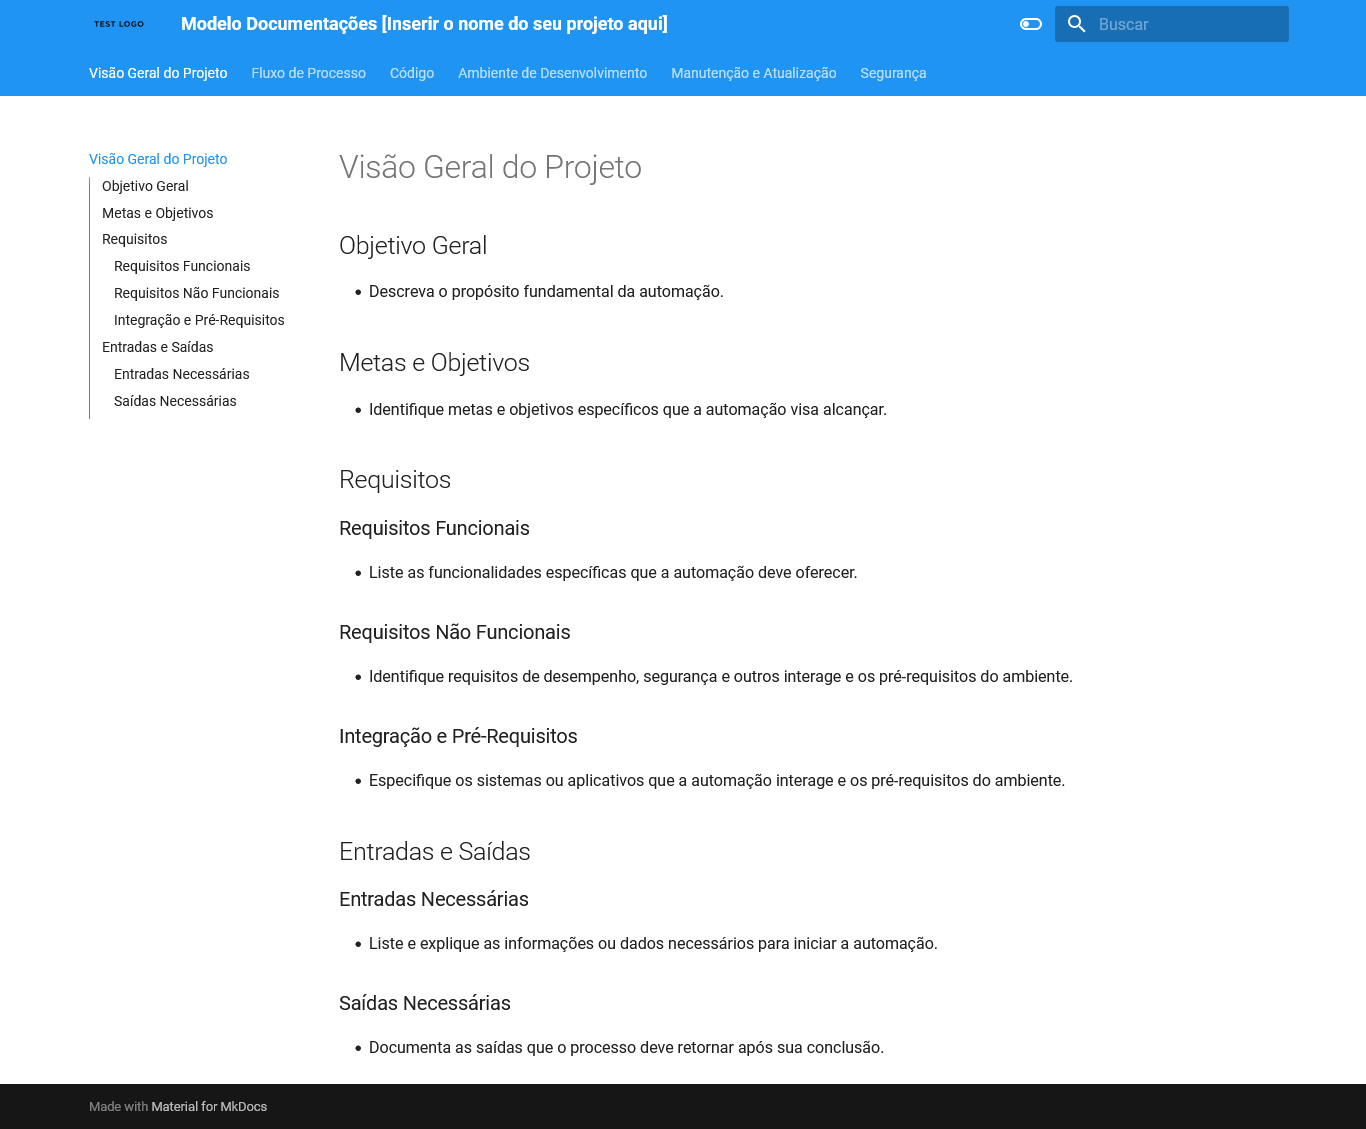 TEST LOGO
Modelo Documentações [Inserir o nome do seu projeto aqui]
Buscar
Visão Geral do Projeto
Fluxo de Processo
Código
Ambiente de Desenvolvimento
Manutenção e Atualização
Segurança
Visão Geral do Projeto
Objetivo Geral
Metas e Objetivos
Requisitos
Requisitos Funcionais
Requisitos Não Funcionais
Integração e Pré-Requisitos
Entradas e Saídas
Entradas Necessárias
Saídas Necessárias
Visão Geral do Projeto
Objetivo Geral
• Descreva o propósito fundamental da automação.
Metas e Objetivos
• Identifique metas e objetivos específicos que a automação visa alcançar.
Requisitos
Requisitos Funcionais
• Liste as funcionalidades específicas que a automação deve oferecer.
Requisitos Não Funcionais
• Identifique requisitos de desempenho, segurança e outros interage e os pré-requisitos do ambiente.
Integração e Pré-Requisitos
• Especifique os sistemas ou aplicativos que a automação interage e os pré-requisitos do ambiente.
Entradas e Saídas
Entradas Necessárias
• Liste e explique as informações ou dados necessários para iniciar a automação.
Saídas Necessárias
• Documenta as saídas que o processo deve retornar após sua conclusão.
Made with Material for MkDocs